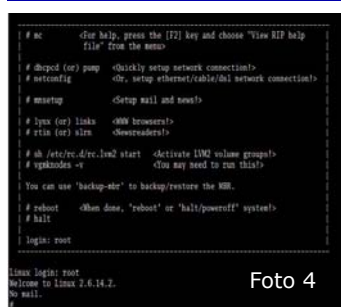 # mc <For help, press the [F2] key and choose "View RIP help
file" from the menu>
# dhcpcd (or) pump <Quickly setup network connection!>
# netconfig <Or, setup ethernet/cable/dsl network connection!>
# mnsetup <Setup mail and news!>
# lynx (or) links <WWW browsers!>
# rtin (or) slrn <Newsreaders!>
# sh /etc/rc.d/rc.lvm2 start <Activate LVM2 volume groups!>
# vgmknodes -v <You may need to run this!>
You can use 'backup-mbr' to backup/restore the MBR.
# reboot <When done, 'reboot' or 'halt/poweroff' system!>
# halt
login: root
linux login: root
Welcome to Linux 2.6.14.2.
No mail.
#
Foto 4